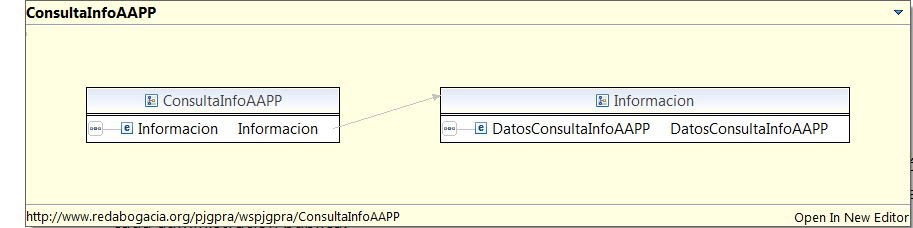 ConsultaInfoAAPP
ConsultaInfoAAPP
Informacion Informacion
Informacion
DatosConsultaInfoAAPP DatosConsultaInfoAAPP
http://www.redabogacia.org/pjgpra/wspjgpra/ConsultaInfoAAPP
Open In New Editor